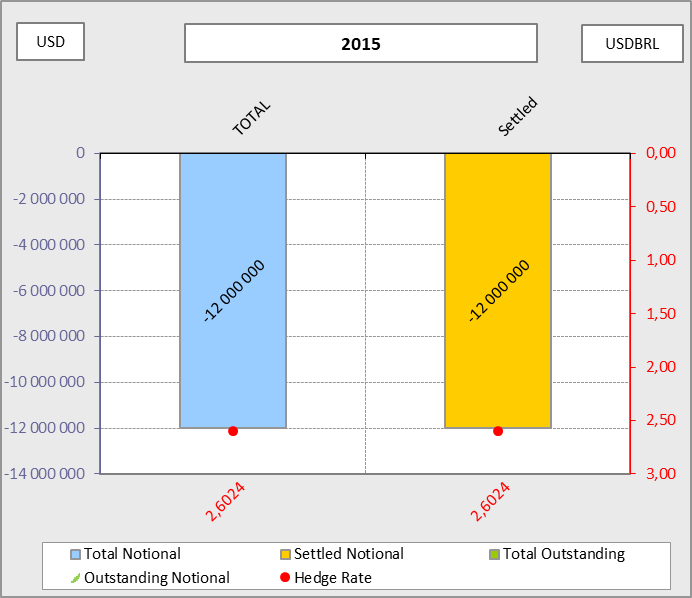 USD
2015
USDBRL
TOTAL
Settled
0
0,00
-2 000 000
0,50
-4 000 000
1,00
-6 000 000
1,50
-8 000 000
2,00
-10 000 000
2,50
-12 000 000
3,00
-14 000 000
-12 000 000
-12 000 000
2,6024
2,6024
Total Notional
Settled Notional
Total Outstanding
Outstanding Notional
Hedge Rate